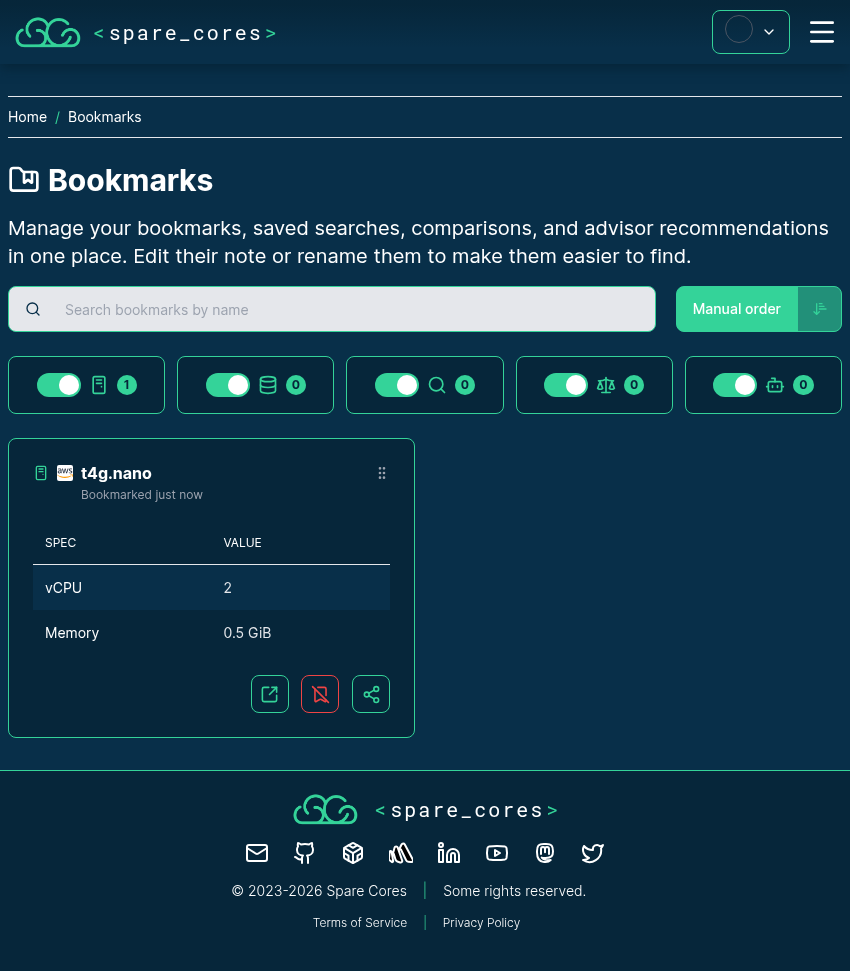 <spare_cores>
Home / Bookmarks
Bookmarks
Manage your bookmarks, saved searches, comparisons, and advisor recommendations
in one place. Edit their note or rename them to make them easier to find.
Search bookmarks by name
Manual order
1
0
0
0
0
aws
t4g.nano
Bookmarked just now
SPEC VALUE
vCPU 2
Memory 0.5 GiB
<spare_cores>
© 2023-2026 Spare Cores | Some rights reserved.
Terms of Service | Privacy Policy